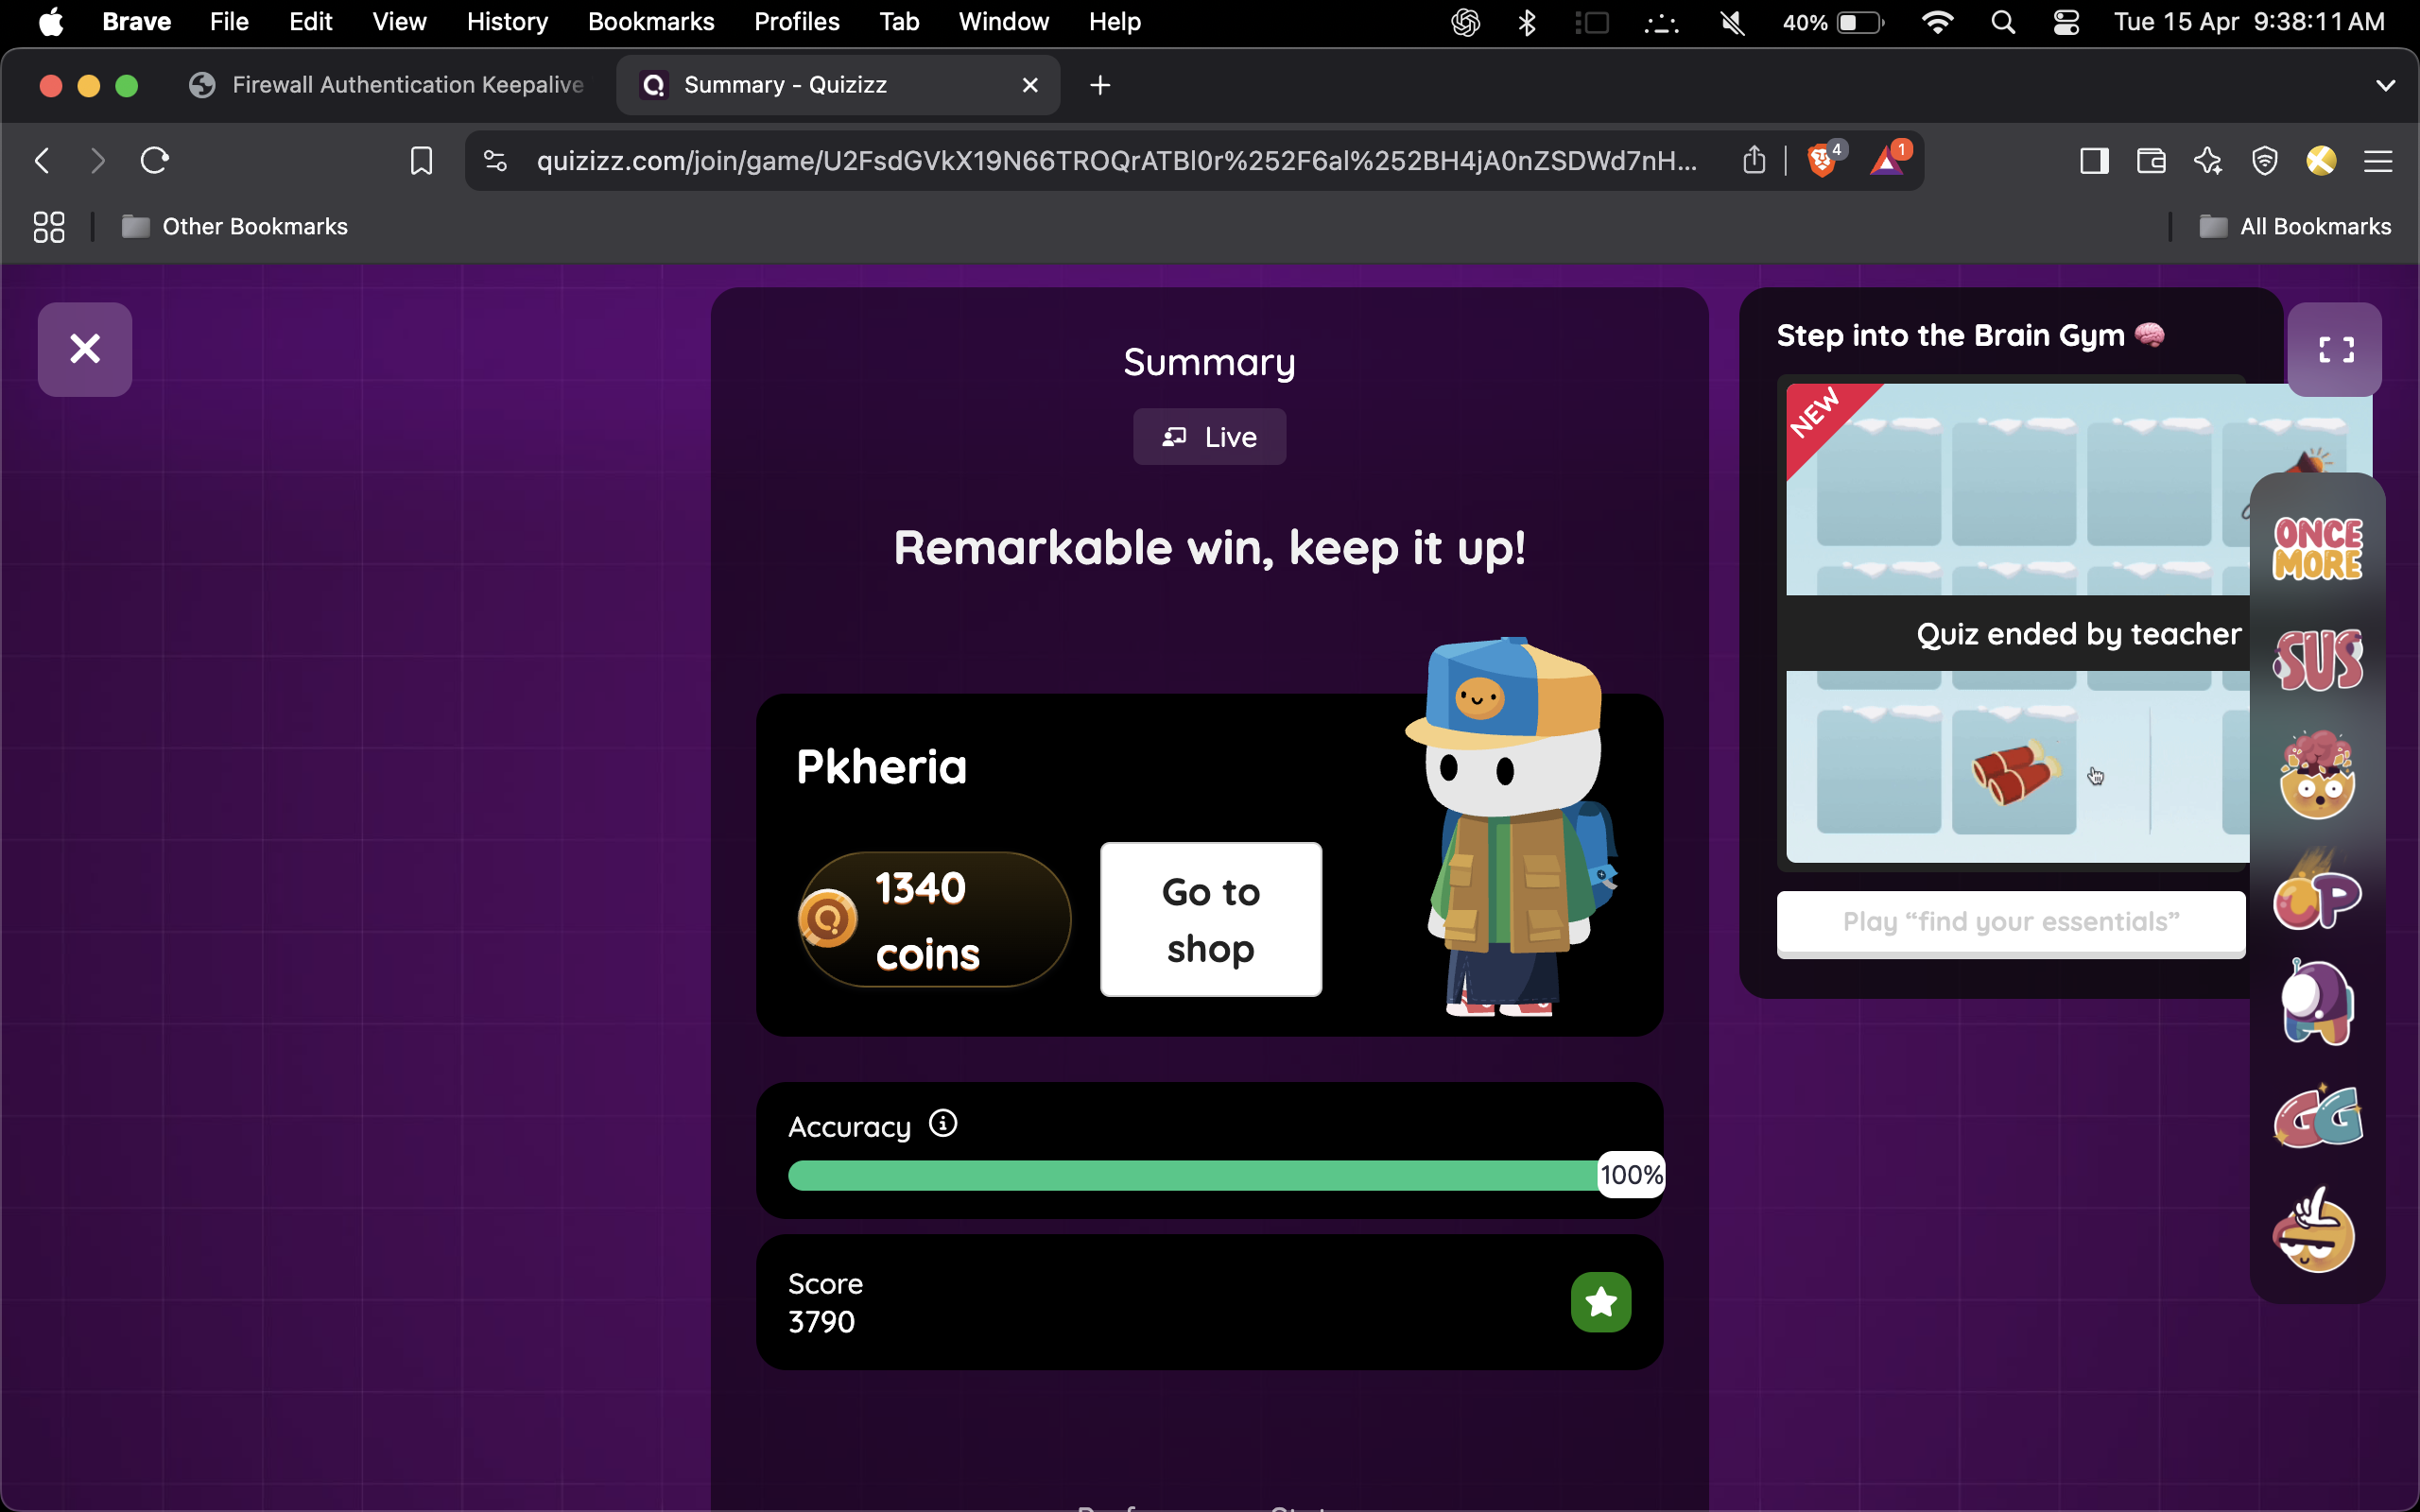 Brave File Edit View History Bookmarks Profiles Tab Window Help 40% Tue 15 Apr 9:38:11 AM
Firewall Authentication Keepalive
Summary - Quizizz
quizizz.com/join/game/U2FsdGVkX19N66TROQrATBl0r%252F6al%252BH4jA0nZSDWd7nH... 4 1
Other Bookmarks
All Bookmarks
Summary
Live
Remarkable win, keep it up!
Pkheria
1340
coins
Go to
shop
Accuracy
100%
Score
3790
Step into the Brain Gym
NEW
Quiz ended by teacher
Play “find your essentials”
ONCE
MORE
SUS
OP
GG